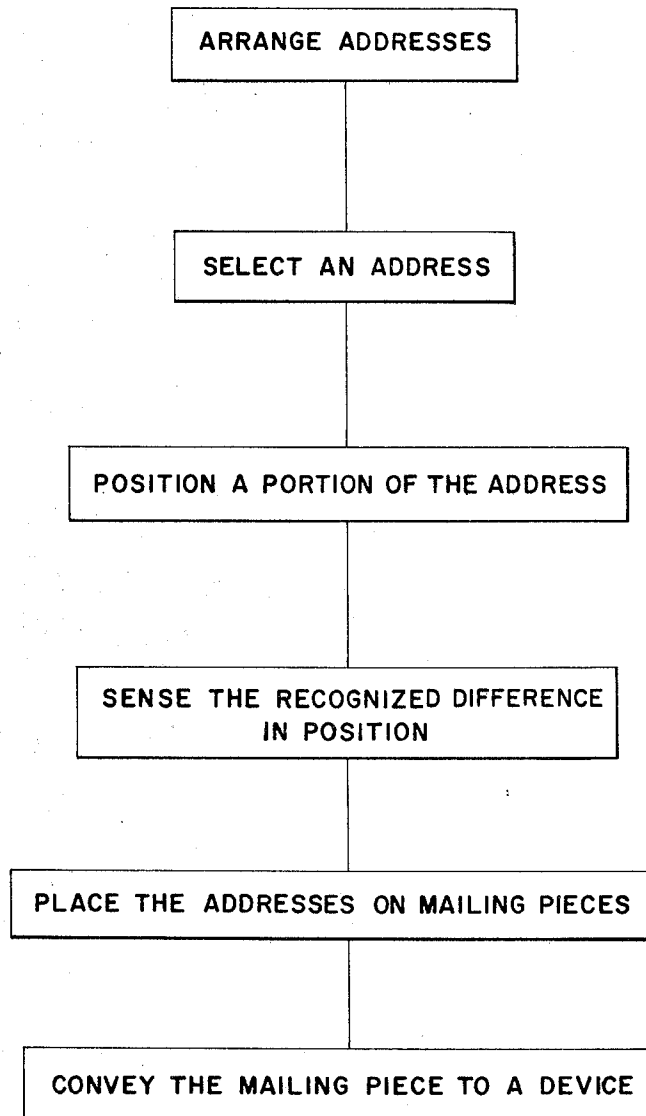 ARRANGE ADDRESSES
SELECT AN ADDRESS
POSITION A PORTION OF THE ADDRESS
SENSE THE RECOGNIZED DIFFERENCE
IN POSITION
PLACE THE ADDRESSES ON MAILING PIECES
CONVEY THE MAILING PIECE TO A DEVICE